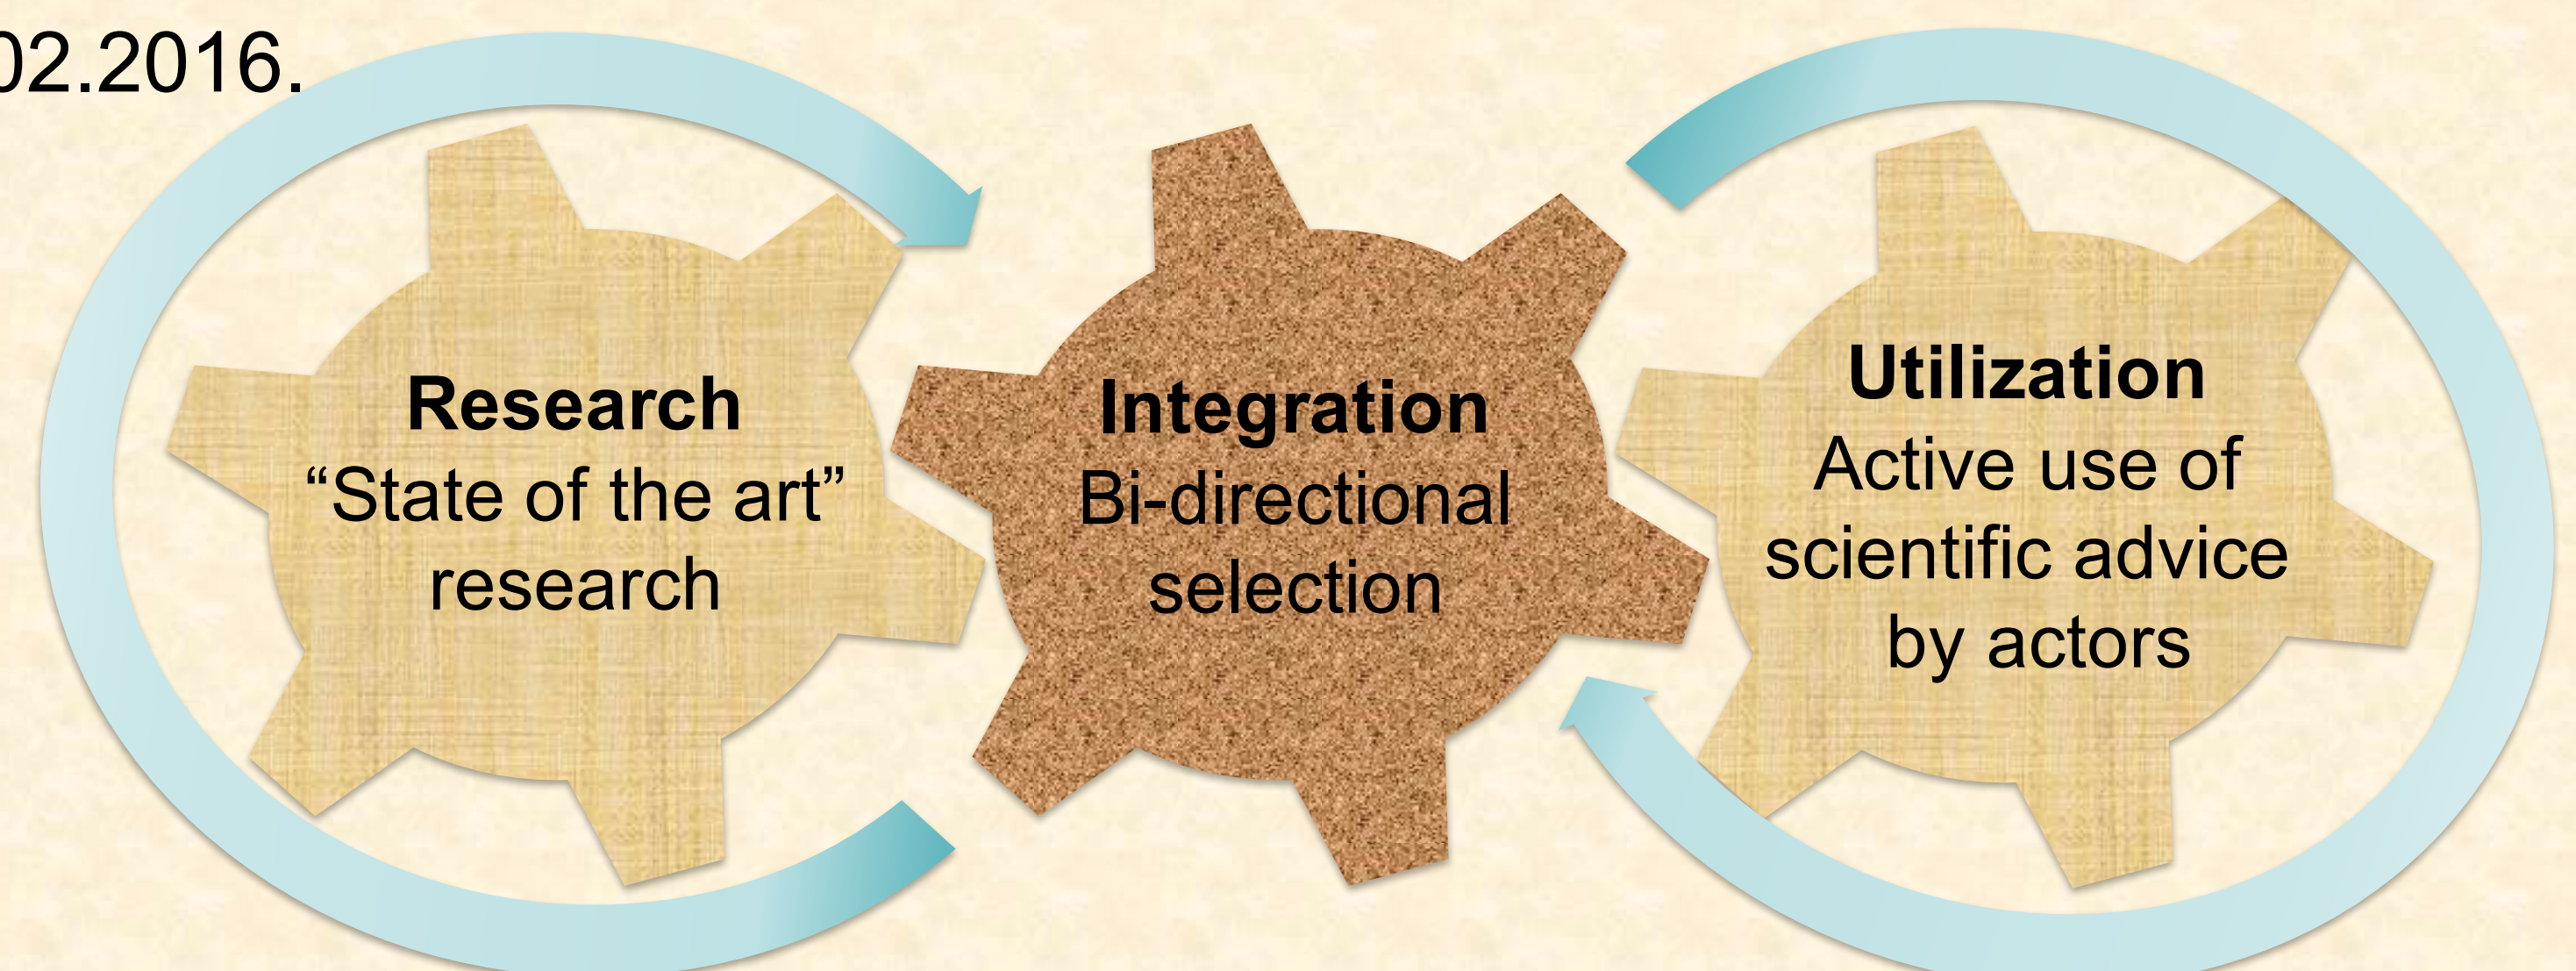 02.2016.
Research
“State of the art”
research
Integration
Bi-directional
selection
Utilization
Active use of
scientific advice
by actors